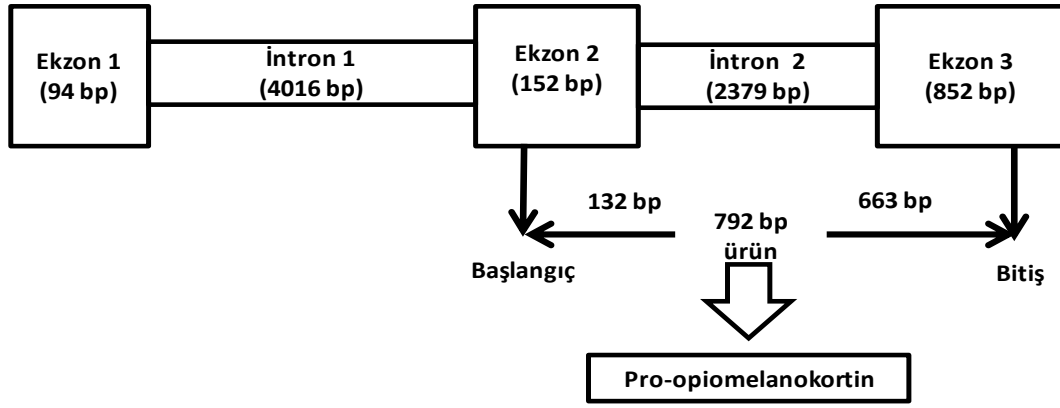 Ekzon 1
(94 bp)
İntron 1
(4016 bp)
Ekzon 2
(152 bp)
İntron 2
(2379 bp)
Ekzon 3
(852 bp)
132 bp
792 bp
ürün
663 bp
Başlangıç
Bitiş
Pro-opiomelanokortin